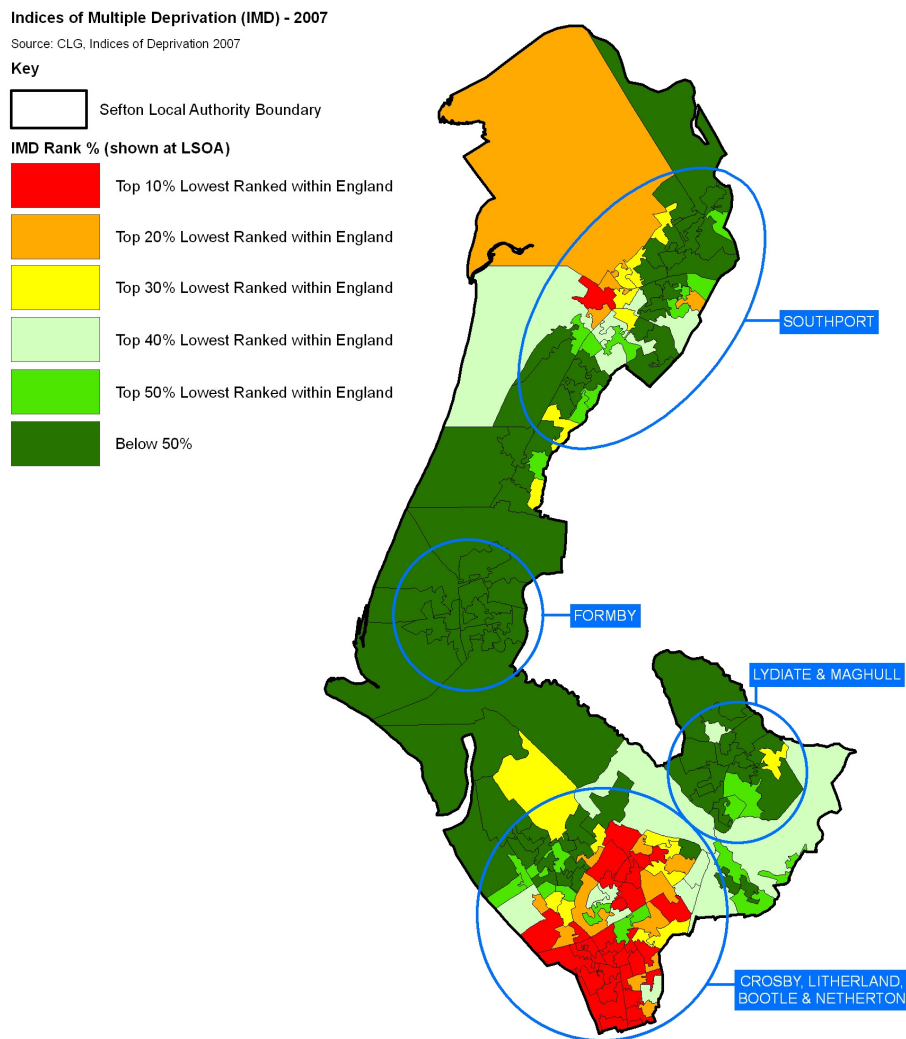 Indices of Multiple Deprivation (IMD) - 2007
Source: CLG, Indices of Deprivation 2007
Key
Sefton Local Authority Boundary
IMD Rank % (shown at LSOA)
Top 10% Lowest Ranked within England
Top 20% Lowest Ranked within England
Top 30% Lowest Ranked within England
Top 40% Lowest Ranked within England
Top 50% Lowest Ranked within England
Below 50%
SOUTHPORT
FORMBY
LYDIATE & MAGHULL
CROSBY, LITHERLAND,
BOOTLE & NETHERTON